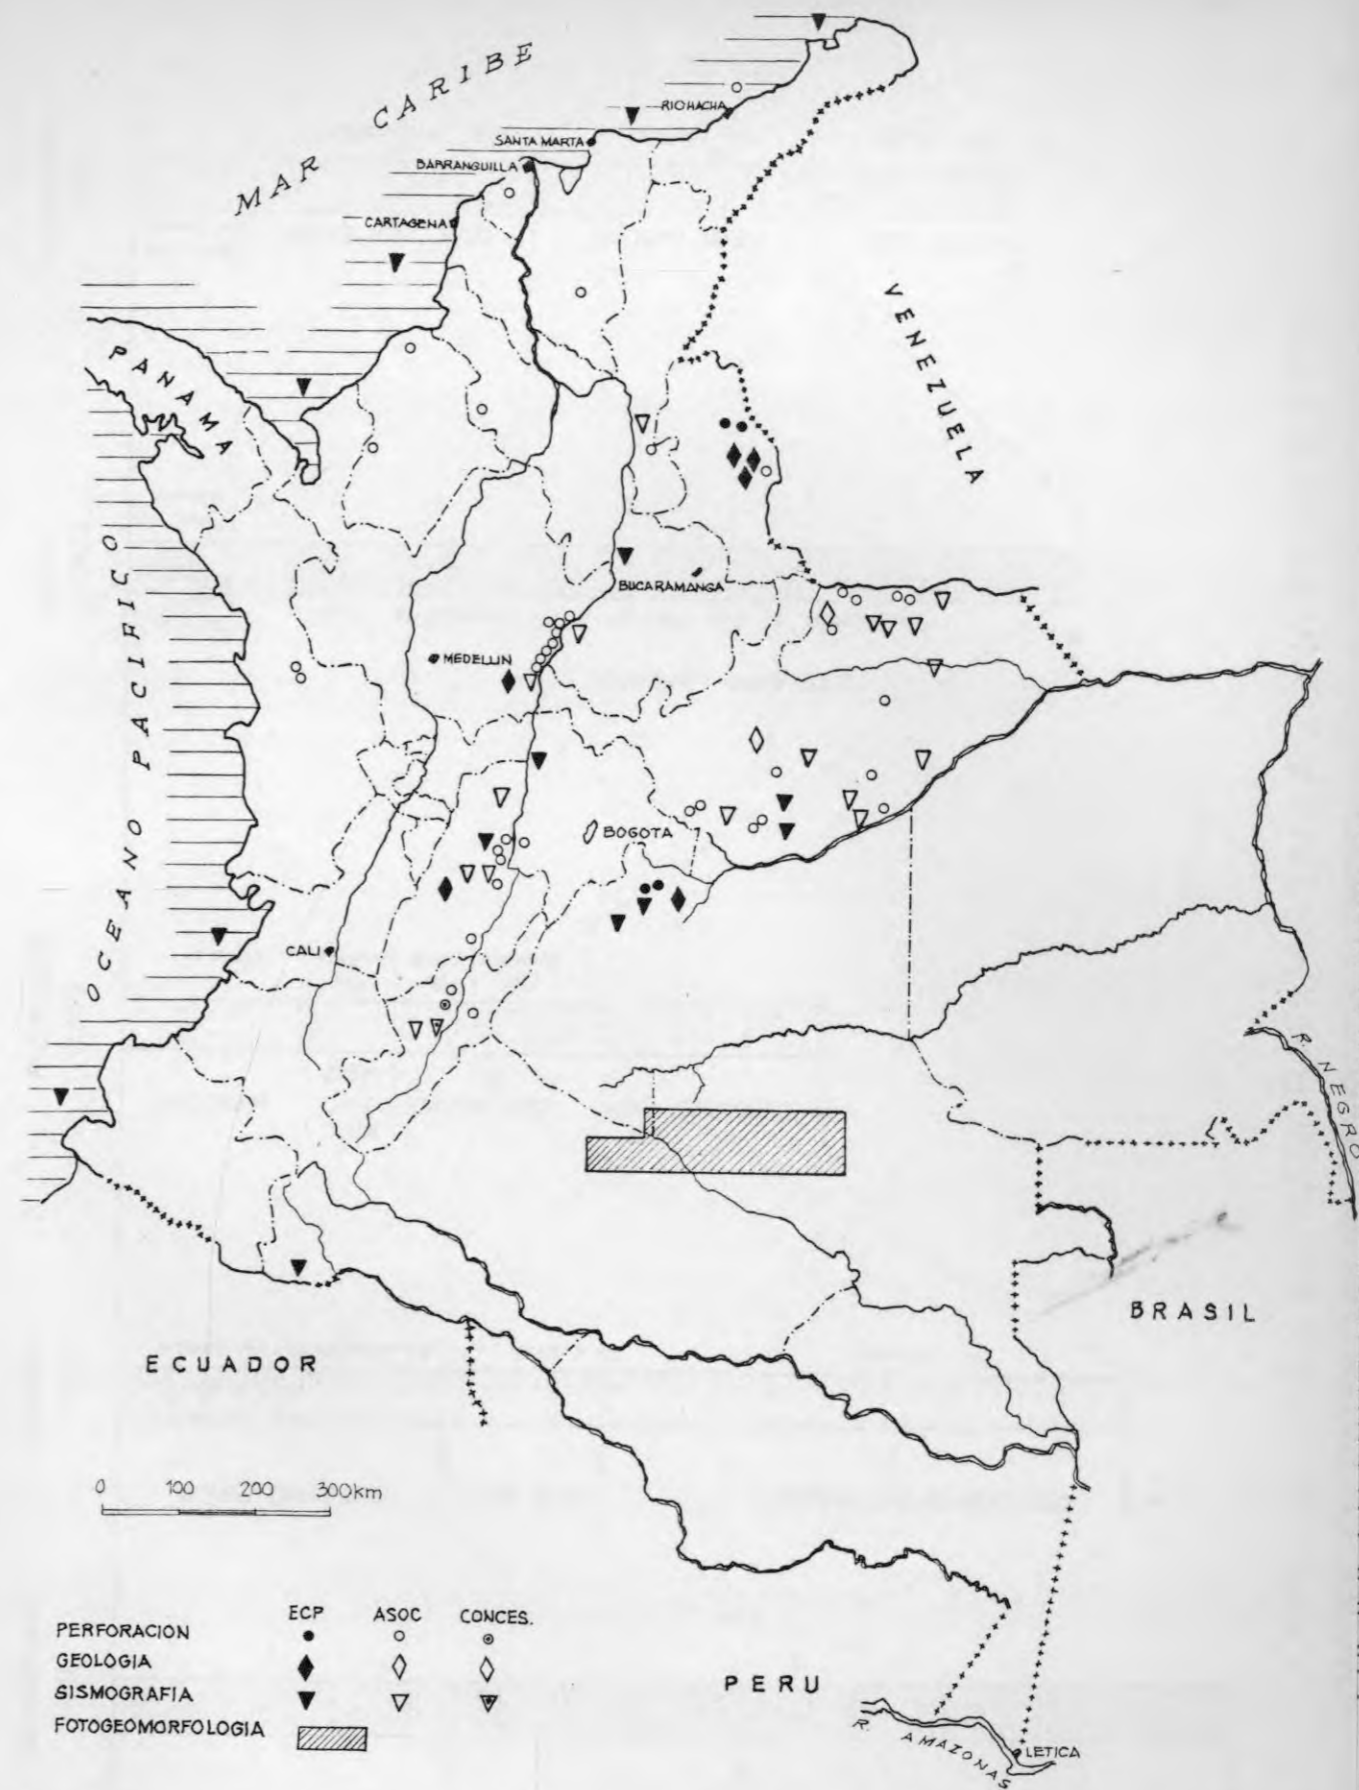 MAR CARIBE
RIOHACHA
SANTA MARTA
BARRANQUILLA
CARTAGENA
PANAMA
VENEZUELA
OCEANO PACIFICO
BUCARAMANGA
MEDELLIN
BOGOTA
CALI
R. NEGRO
BRASIL
ECUADOR
0 100 200 300km
ECP ASOC CONCES.
PERFORACION
GEOLOGIA
SISMOGRAFIA
FOTOGEOMORFOLOGIA
PERU
R. AMAZONAS
LETICA